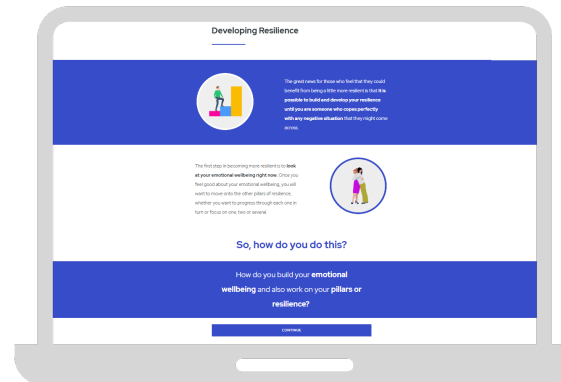 Developing Resilience
The great news for those who feel that they could
benefit from being a little more resilient is that it is
possible to build and develop your resilience
until you are someone who copes perfectly
with any negative situation that they might come
across.
The first step in becoming more resilient is to look
at your emotional wellbeing right now. Once you
feel good about your emotional wellbeing, you will
want to move onto the other pillars of resilience,
whether you want to progress through each one in
turn or focus on one, two or several.
So, how do you do this?
How do you build your emotional
wellbeing and also work on your pillars or
resilience?
CONTINUE